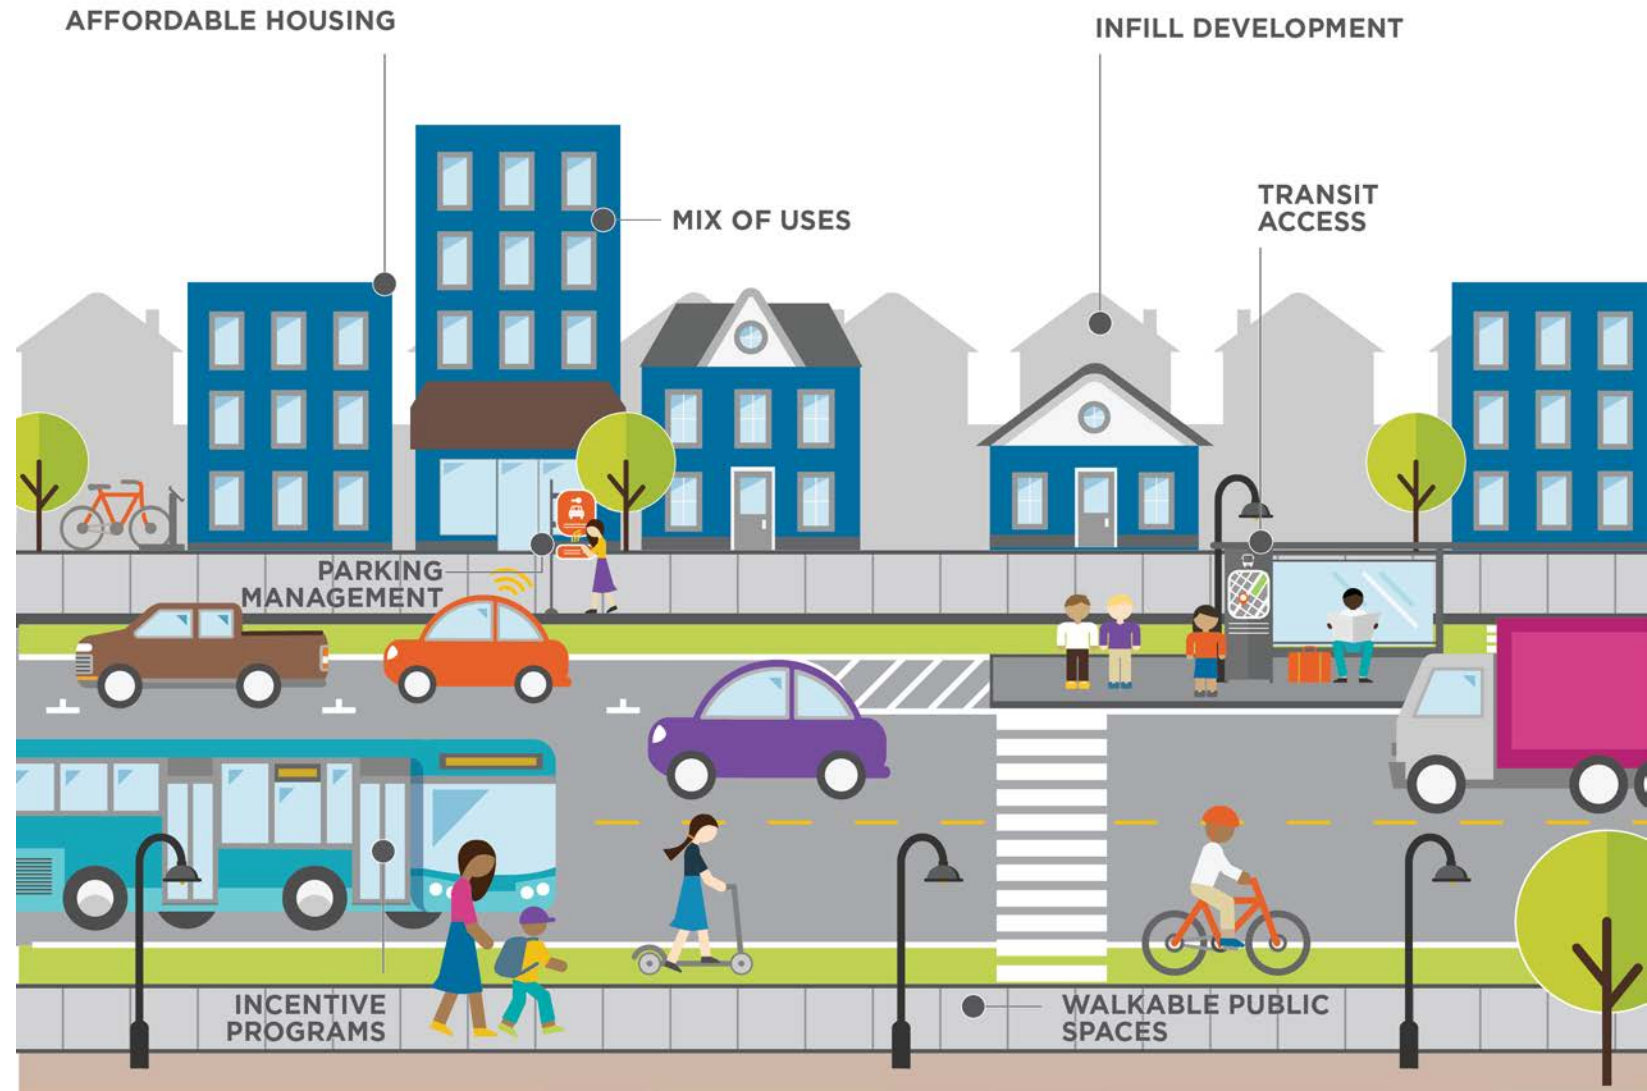 AFFORDABLE HOUSING
INFILL DEVELOPMENT
TRANSIT
ACCESS
MIX OF USES
PARKING
MANAGEMENT
INCENTIVE
PROGRAMS
WALKABLE PUBLIC
SPACES